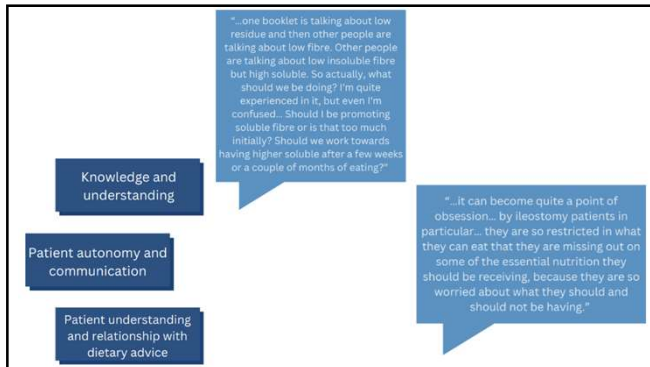 “…one booklet is talking about low
residue and then other people are
talking about low fibre. Other people
are talking about low insoluble fibre
but high soluble. So actually, what
should we be doing? I'm quite
experienced in it, but even I'm
confused… Should I be promoting
soluble fibre or is that too much
initially? Should we work towards
having higher soluble after a few weeks
or a couple of months of eating?”
Knowledge and
understanding
Patient autonomy and
communication
Patient understanding
and relationship with
dietary advice
“…it can become quite a point of
obsession… by ileostomy patients in
particular… they are so restricted in what
they can eat that they are missing out on
some of the essential nutrition they
should be receiving, because they are so
worried about what they should and
should not be having.”